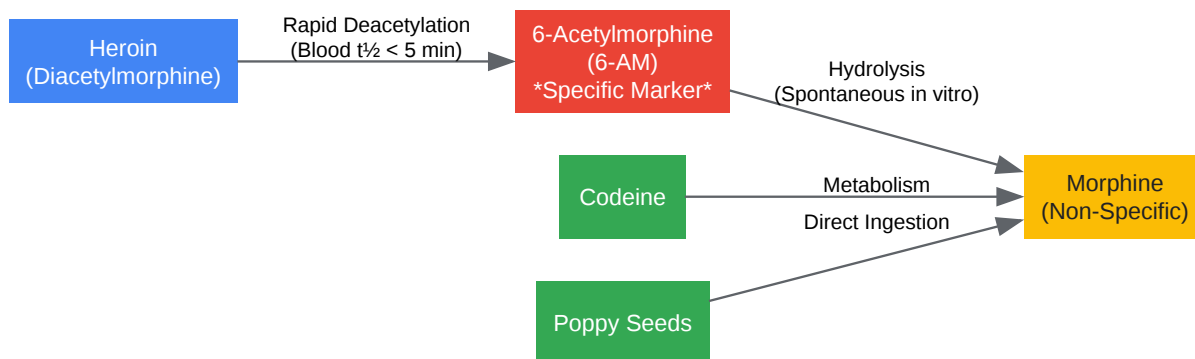 Heroin
(Diacetylmorphine)
Rapid Deacetylation
(Blood t½ < 5 min)
6-Acetylmorphine
(6-AM)
*Specific Marker*
Hydrolysis
(Spontaneous in vitro)
Codeine
Metabolism
Morphine
(Non-Specific)
Direct Ingestion
Poppy Seeds